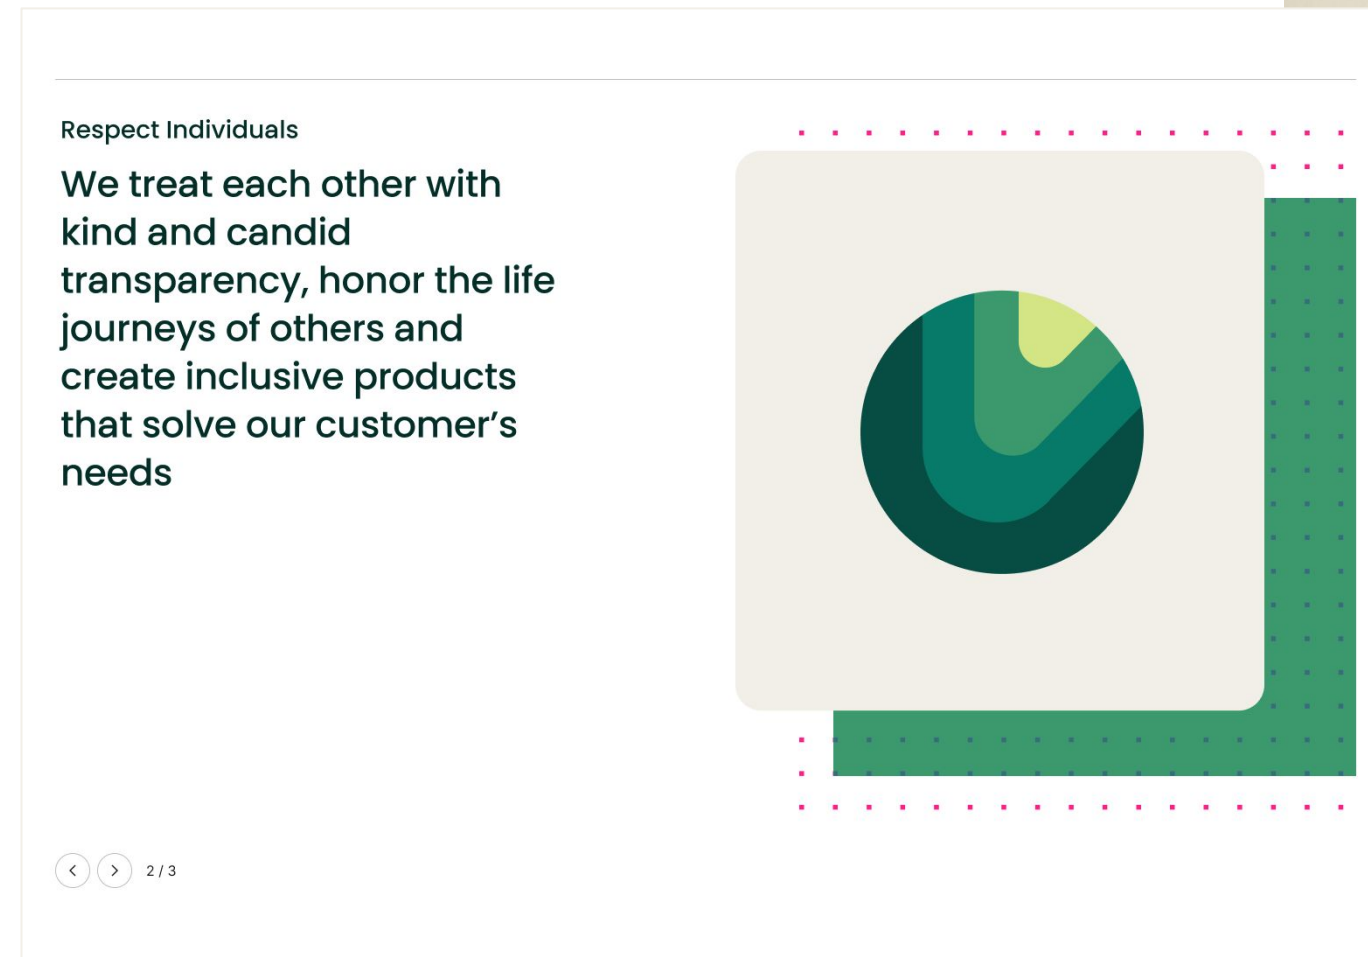 Respect Individuals
We treat each other with
kind and candid
transparency, honor the life
journeys of others and
create inclusive products
that solve our customer’s
needs
2 / 3